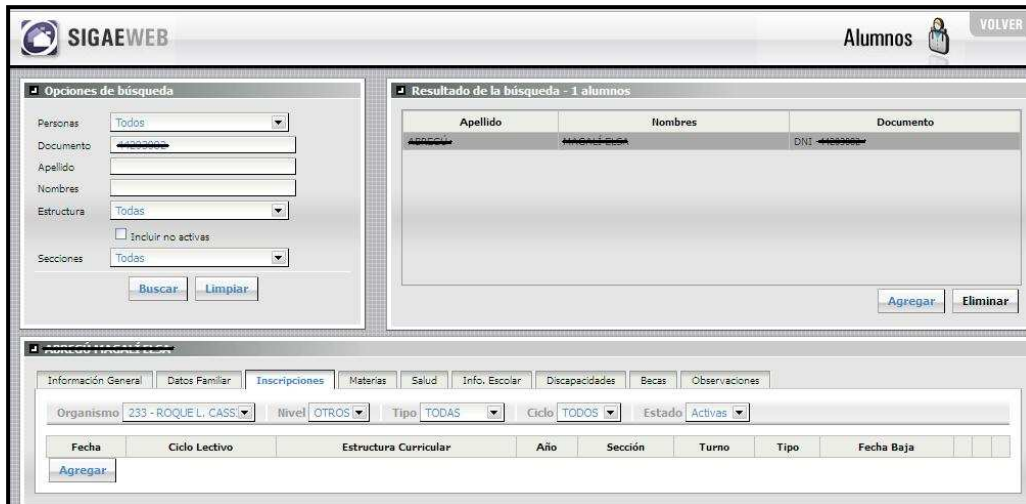 SIGAEWEB
Alumnos
VOLVER
Opciones de búsqueda
Personas Todos
Documento
Apellido
Nombres
Estructura Todas
Incluir no activas
Secciones Todas
Buscar Limpiar
Resultado de la búsqueda - 1 alumnos
Apellido Nombres Documento
DNI
Agregar Eliminar
Información General Datos Familiar Inscripciones Materias Salud Info. Escolar Discapacidades Becas Observaciones
Organismo 233 - ROQUE L. CASS Nivel OTROS Tipo TODAS Ciclo TODOS Estado Activas
Fecha Ciclo Lectivo Estructura Curricular Año Sección Turno Tipo Fecha Baja
Agregar